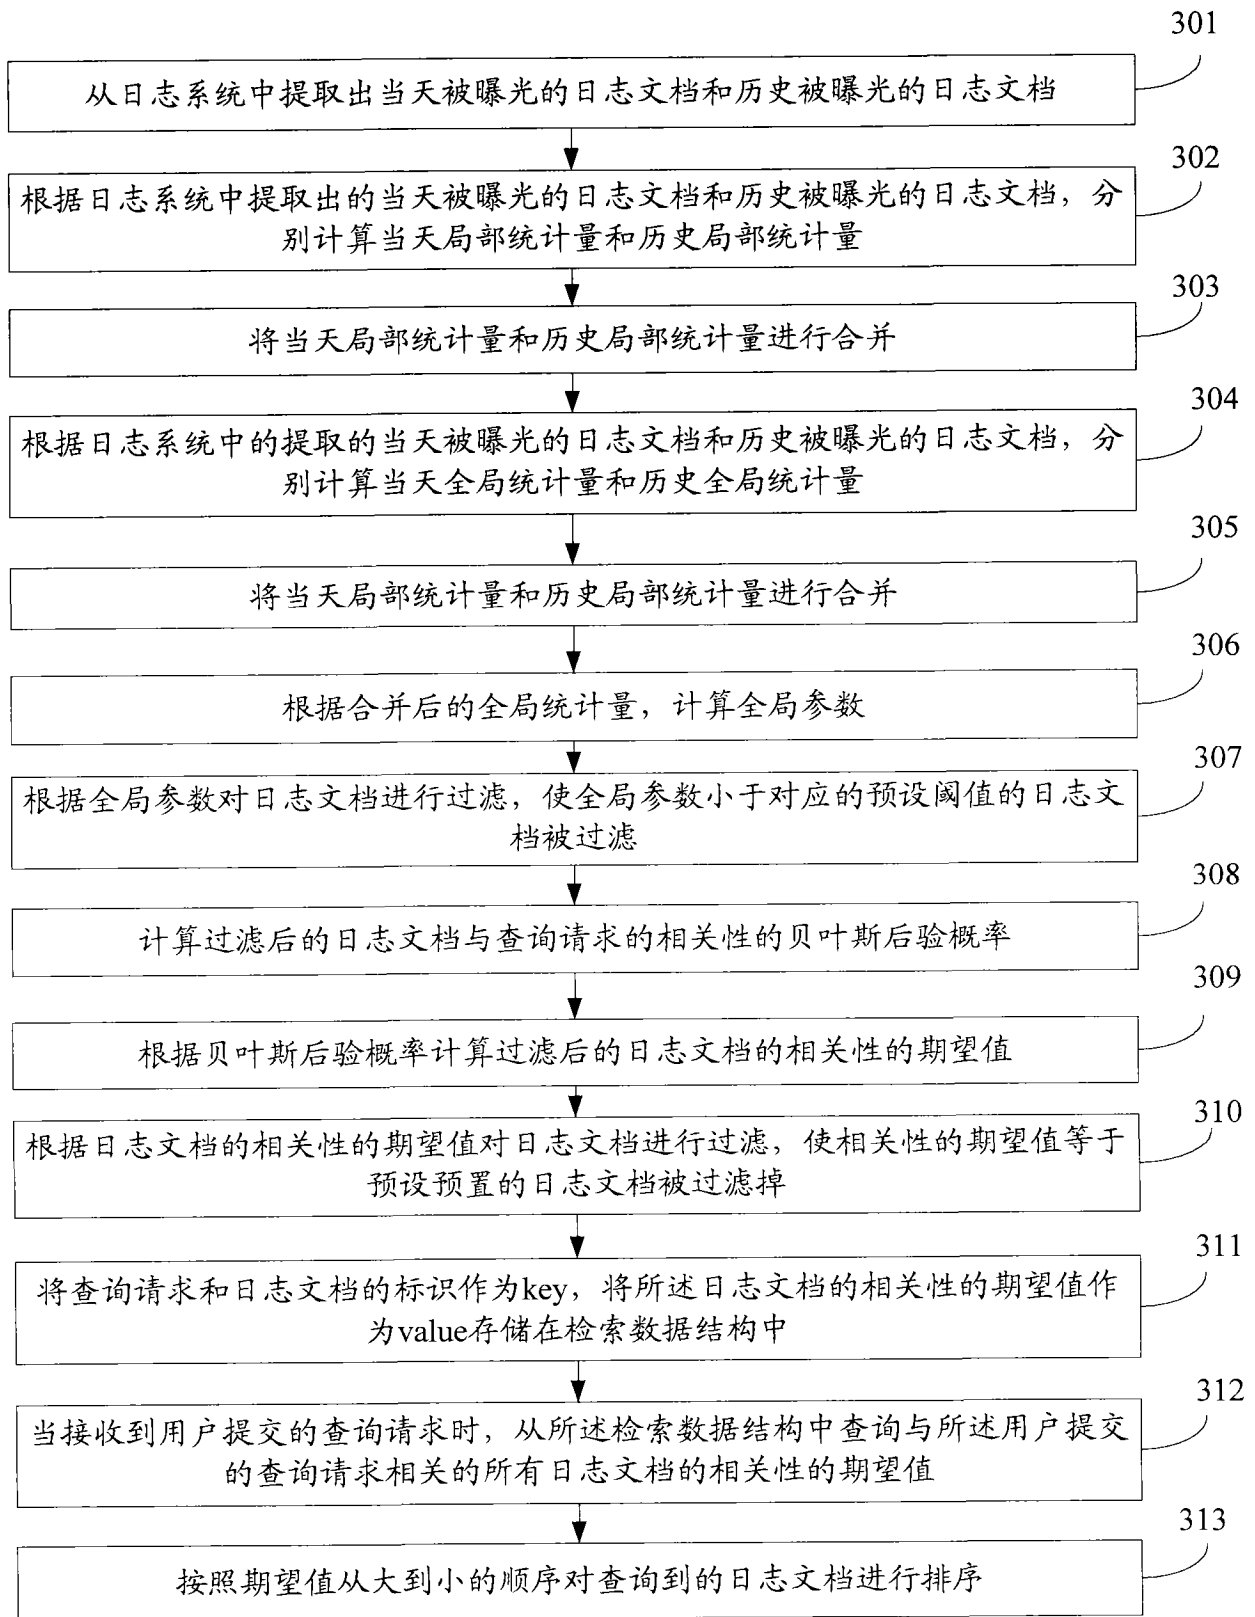 301
从日志系统中提取出当天被曝光的日志文档和历史被曝光的日志文档
302
根据日志系统中提取出的当天被曝光的日志文档和历史被曝光的日志文档，分
别计算当天局部统计量和历史局部统计量
303
将当天局部统计量和历史局部统计量进行合并
304
根据日志系统中的提取的当天被曝光的日志文档和历史被曝光的日志文档，分
别计算当天全局统计量和历史全局统计量
305
将当天局部统计量和历史局部统计量进行合并
306
根据合并后的全局统计量，计算全局参数
307
根据全局参数对日志文档进行过滤，使全局参数小于对应的预设阈值的日志文
档被过滤
308
计算过滤后的日志文档与查询请求的相关性的贝叶斯后验概率
309
根据贝叶斯后验概率计算过滤后的日志文档的相关性的期望值
310
根据日志文档的相关性的期望值对日志文档进行过滤，使相关性的期望值等于
预设预置的日志文档被过滤掉
311
将查询请求和日志文档的标识作为key，将所述日志文档的相关性的期望值作
为value存储在检索数据结构中
312
当接收到用户提交的查询请求时，从所述检索数据结构中查询与所述用户提交
的查询请求相关的所有日志文档的相关性的期望值
313
按照期望值从大到小的顺序对查询到的日志文档进行排序